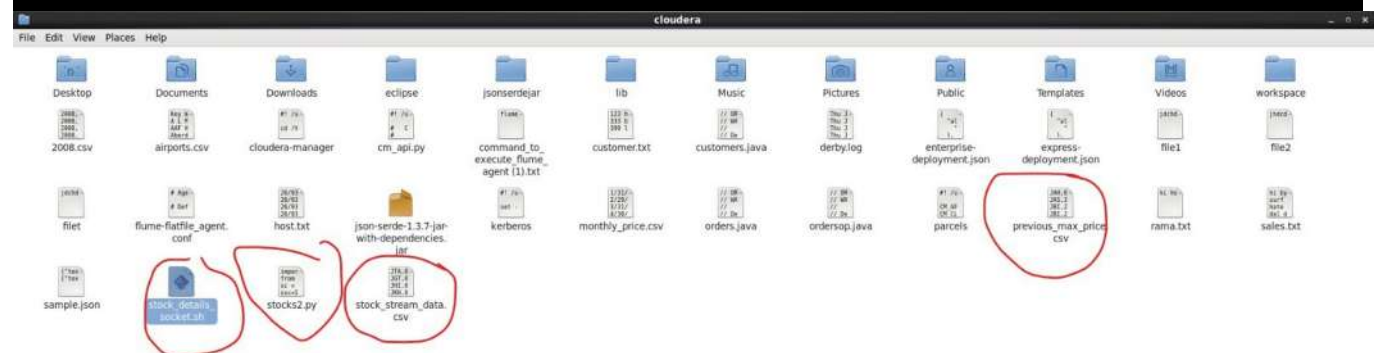 cloudera
File Edit View Places Help
Desktop Documents Downloads eclipse jsonserdejar lib Music Pictures Public Templates Videos workspace
2008.csv airports.csv cloudera-manager cm_api.py command_to_ customer.txt customers.java derby.log enterprise- express- file1 file2
execute_flume_ deployment.json deployment.json
agent (1).txt
filet flume-flatfile_agent. host.txt json-serde-1.3.7-jar- kerberos monthly_price.csv orders.java ordersop.java parcels previous_max_price. rama.txt sales.txt
conf with-dependencies. csv
jar
sample.json stock_details_ stocks2.py stock_stream_data.
socket.sh csv